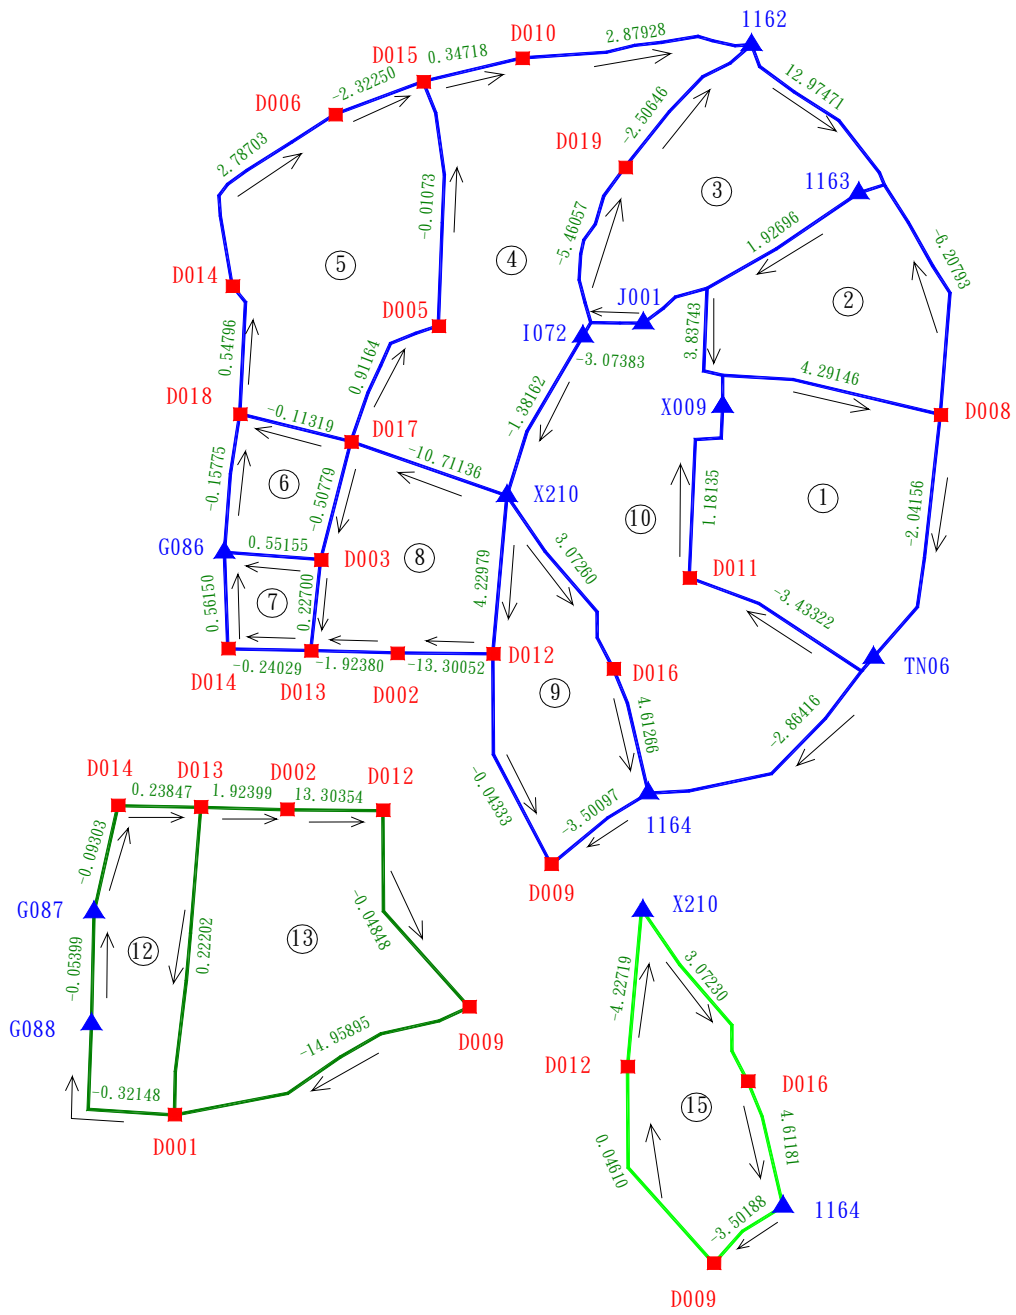 1162
D010
2.87928
D015
0.34718
-2.32250
D006
12.97471
-2.50646
2.78703
D019
1163
③
-0.01073
-5.46057
1.92696
-6.20793
⑤
④
D014
J001
②
D005
I072
3.83743
-3.07383
0.54796
0.91164
4.29146
-1.38162
D018
-0.11319
X009
D008
D017
-10.71136
⑥
-0.15775
-0.50779
X210
1.18135
①
-2.04156
⑩
G086
0.55155
D003
⑧
3.07260
4.22979
D011
0.56150
⑦
0.22700
-3.43322
D012
-0.24029
-1.92380
-13.30052
TN06
D014
D013
D002
⑨
D016
4.61266
-2.86416
D014
D013
D002
D012
0.23847
1.92399
13.30354
-0.04333
-3.50097
1164
-0.09303
D009
G087
-0.04848
X210
⑫
⑬
0.22202
-0.05399
3.07230
-4.22719
G088
D009
-14.95895
D012
D016
-0.32148
⑮
4.61181
D001
0.04610
1164
-3.50188
D009